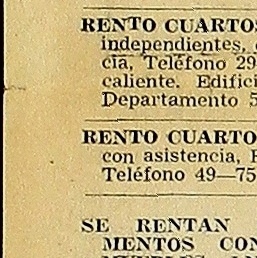 RENTO CUARTOS
independientes,
cia, Teléfono 29
caliente. Edifici
Departamento 5
RENTO CUARTO
con asistencia,
Teléfono 49—75
SE RENTAN
MENTOS CON